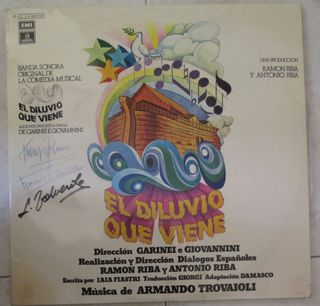 EMI
BANDA SONORA
ORIGINAL DE
LA COMEDIA MUSICAL
EL DILUVIO
QUE VIENE
DE GARINEI E GIOVANNINI
UNA PRODUCCION
RAMON RIBA
Y ANTONIO RIBA
EL DILUVIO
QUE VIENE
Dirección GARINEI e GIOVANNINI
Realización y Dirección Dialogos Españoles
RAMON RIBA y ANTONIO RIBA
Escrita por IAIA FIASTRI Traducción GIORGI Adaptación DAMASCO
Música de ARMANDO TROVAIOLI